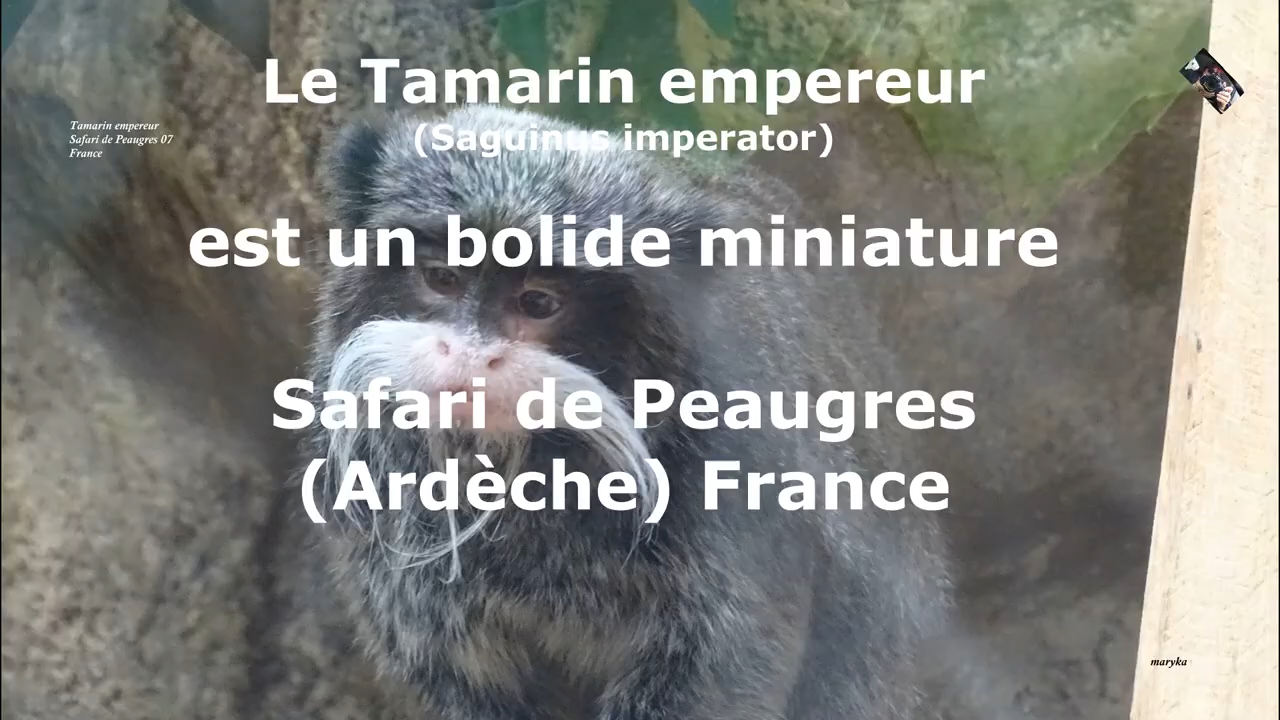 Le Tamarin empereur
(Saguinus imperator)
Tamarin empereur
Safari de Peaugres 07
France
est un bolide miniature
Safari de Peaugres
(Ardèche) France
maryka